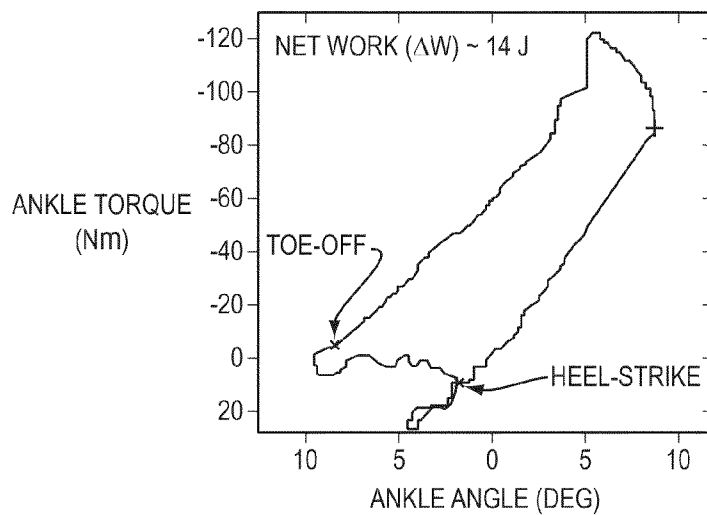 NET WORK (ΔW) ~ 14 J
-120
-100
-80
-60
-40
-20
0
20
ANKLE TORQUE
(Nm)
TOE-OFF
HEEL-STRIKE
10 5 0 5 10
ANKLE ANGLE (DEG)